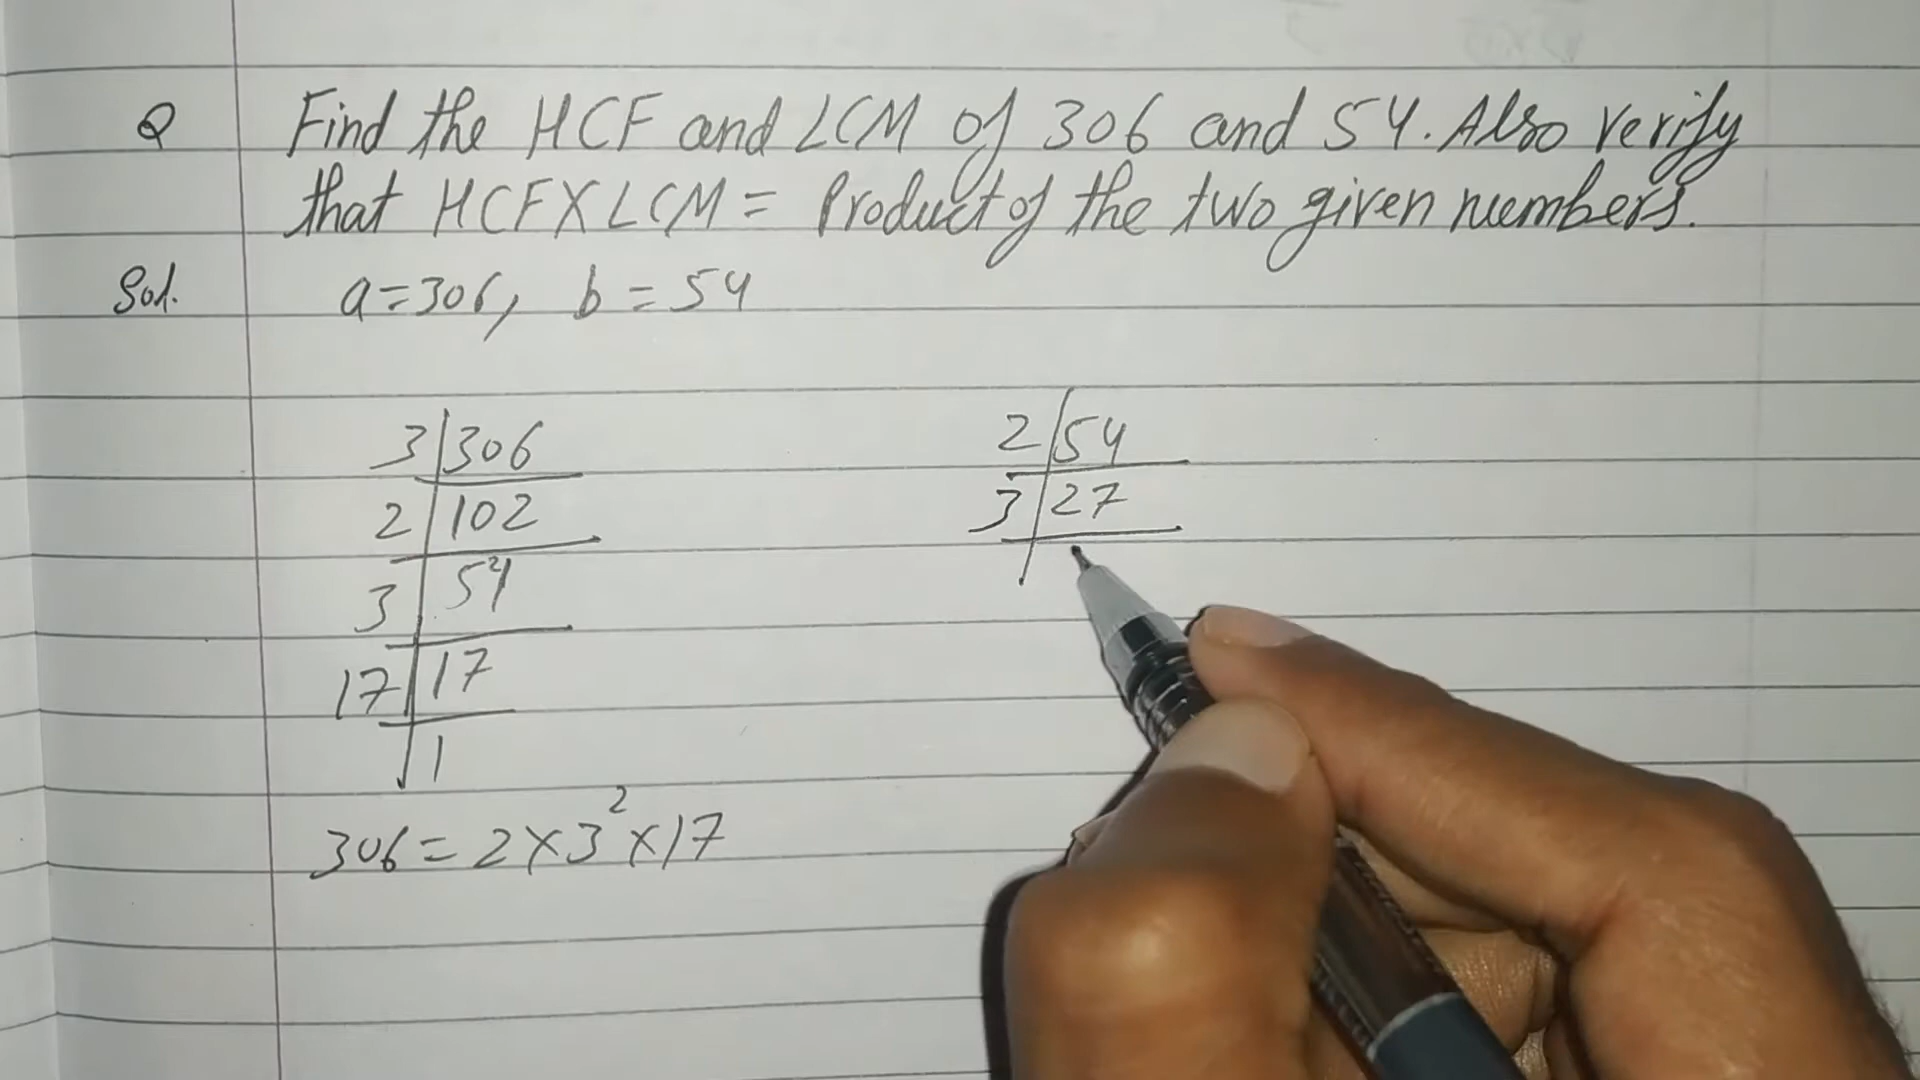 Q Find the HCF and LCM of 306 and 54. Also verify
that HCF X LCM = Product of the two given numbers.
Sol. a=306, b=54
3|306
2|102
3|54
17|17
|1
306=2×3²×17
2|54
3|27